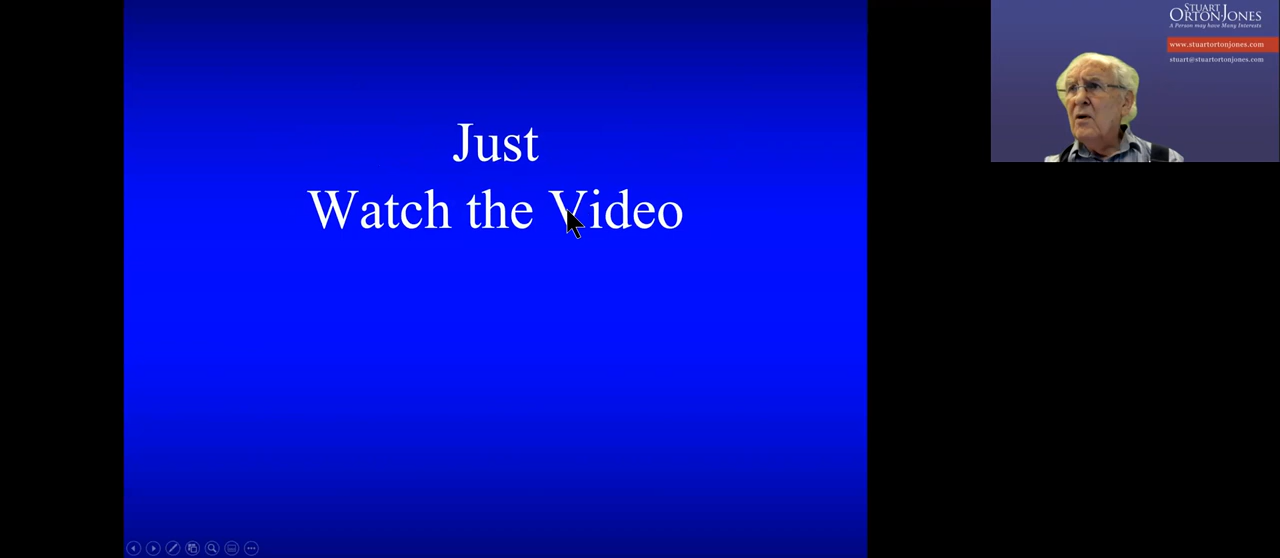 Just
Watch the Video
STUART
ORTON-JONES
A Person may have Many Interests
www.stuartortonjones.com
stuart@stuartortonjones.com